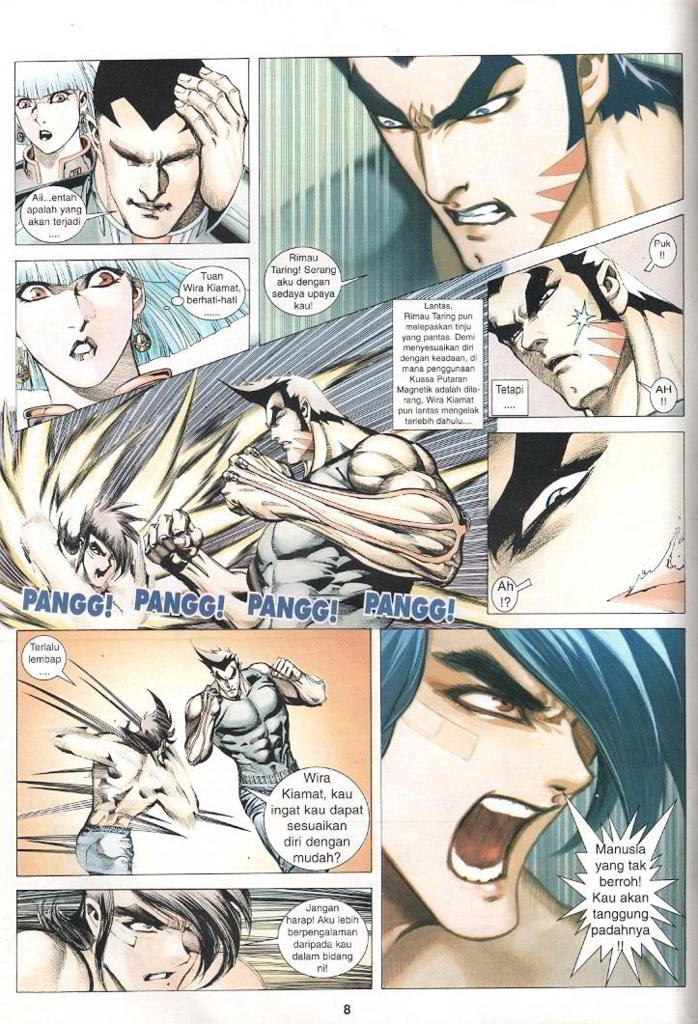 Aii...entah
apalah yang
akan terjadi
....
Tuan
Wira Kiamat,
berhati-hati
Rimau
Taring! Serang
aku dengan
sedaya upaya
kau!
Lantas,
Rimau Taring pun
melepaskan tinju
yang pantas. Demi
menyesuaikan diri
dengan keadaan, di
mana penggunaan
Kuasa Putaran
Magnetik adalah dila-
rang, Wira Kiamat
pun lantas mengelak
terlebih dahulu....
Puk
!!
Tetapi
....
AH
!!
PANGG! PANGG! PANGG! PANGG!
Ah
!?
Terlalu
lembap
....
Wira
Kiamat, kau
ingat kau dapat
sesuaikan
diri dengan
mudah?
Jangan
harap! Aku lebih
berpengalaman
daripada kau
dalam bidang
ni!
Manusia
yang tak
berroh!
Kau akan
tanggung
padahnya
!!
8